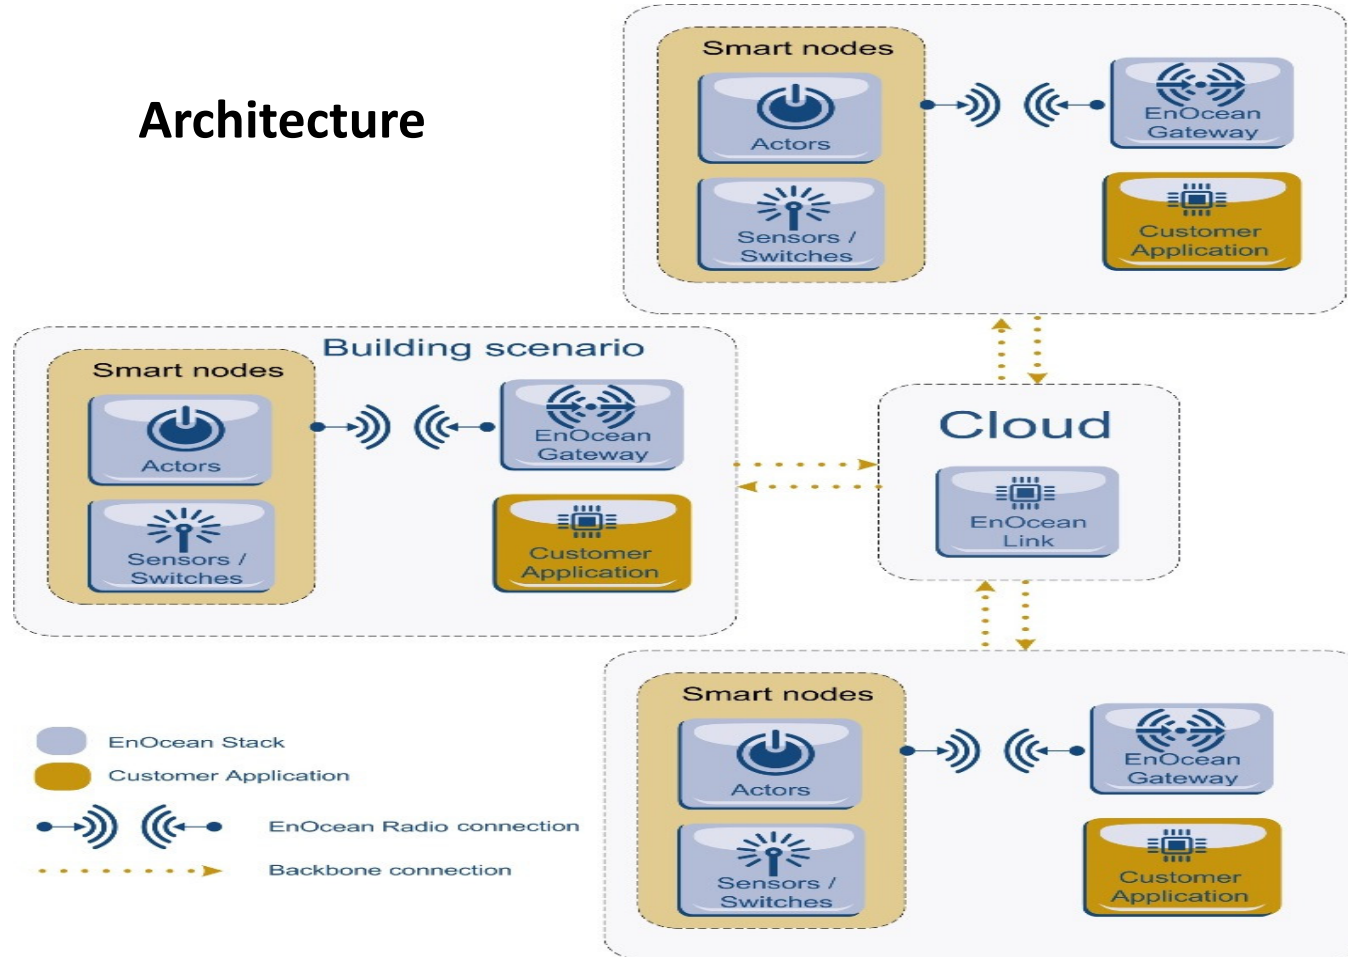 Architecture
Smart nodes
Actors
Sensors /
Switches
EnOcean
Gateway
Customer
Application
Building scenario
Smart nodes
Actors
Sensors /
Switches
EnOcean
Gateway
Customer
Application
Cloud
EnOcean
Link
Smart nodes
Actors
Sensors /
Switches
EnOcean
Gateway
Customer
Application
EnOcean Stack
Customer Application
EnOcean Radio connection
Backbone connection